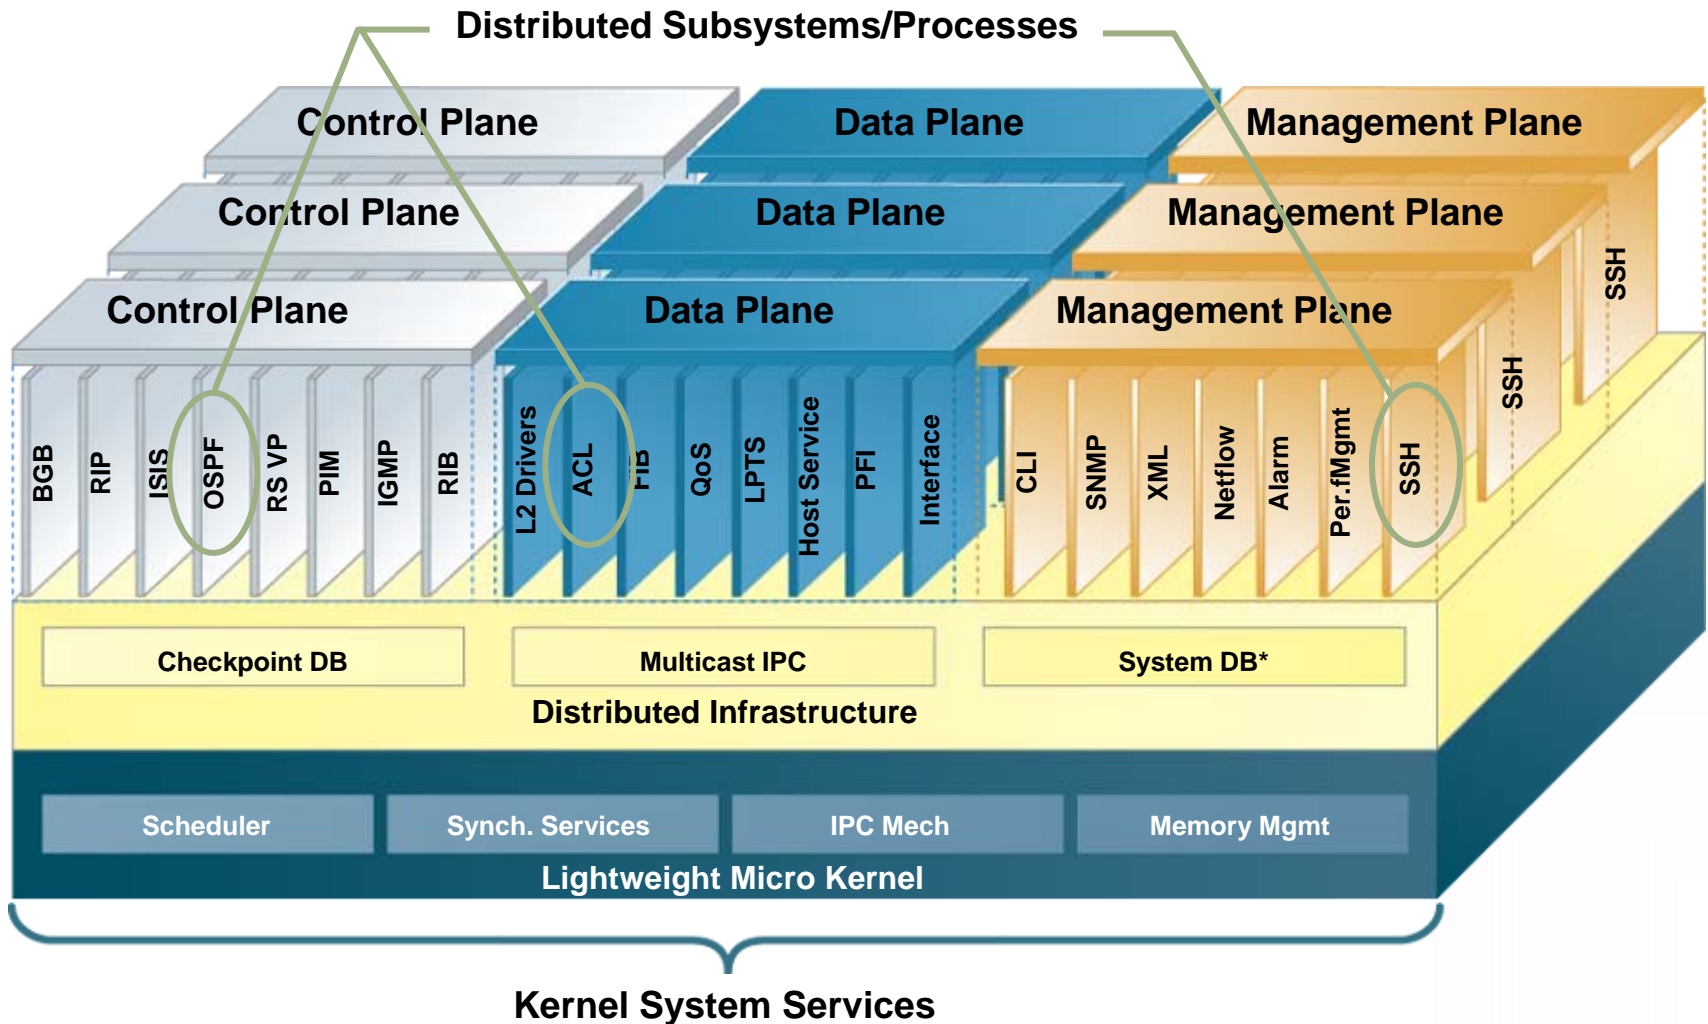 Distributed Subsystems/Processes
Control Plane
Data Plane
Management Plane
Control Plane
Data Plane
Management Plane
Control Plane
Data Plane
Management Plane
SSH
SSH
BGB
RIP
ISIS
OSPF
RS VP
PIM
IGMP
RIB
L2 Drivers
ACL
FIB
QoS
LPTS
Host Service
PFI
Interface
CLI
SNMP
XML
Netflow
Alarm
Per.fMgmt
SSH
Checkpoint DB
Multicast IPC
System DB*
Distributed Infrastructure
Scheduler
Synch. Services
IPC Mech
Memory Mgmt
Lightweight Micro Kernel
Kernel System Services